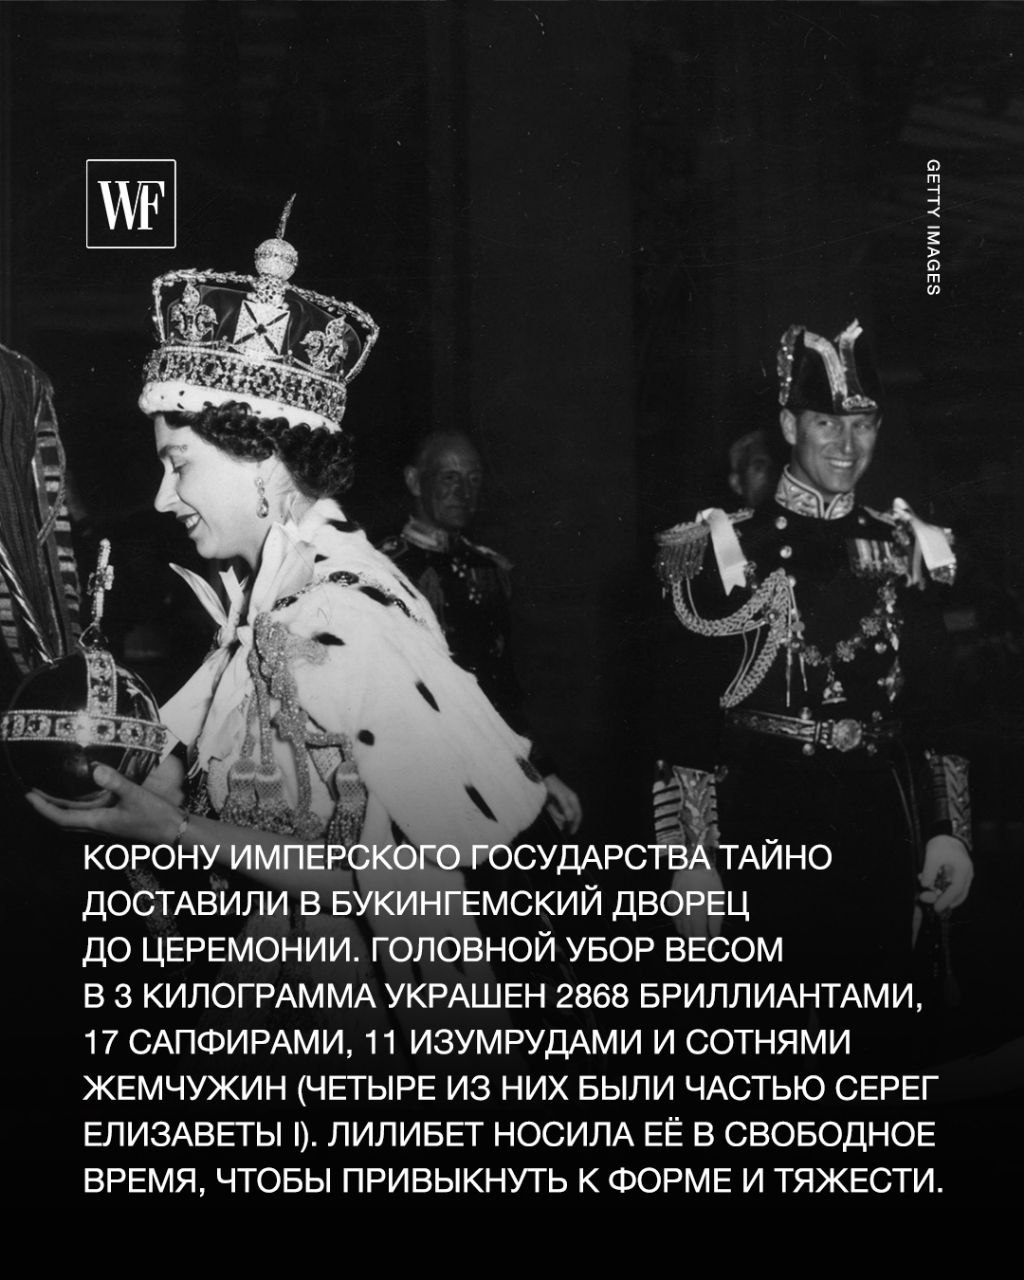 WF
GETTY IMAGES
КОРОНУ ИМПЕРСКОГО ГОСУДАРСТВА ТАЙНО
ДОСТАВИЛИ В БУКИНГЕМСКИЙ ДВОРЕЦ
ДО ЦЕРЕМОНИИ. ГОЛОВНОЙ УБОР ВЕСОМ
В 3 КИЛОГРАММА УКРАШЕН 2868 БРИЛЛИАНТАМИ,
17 САПФИРАМИ, 11 ИЗУМРУДАМИ И СОТНЯМИ
ЖЕМЧУЖИН (ЧЕТЫРЕ ИЗ НИХ БЫЛИ ЧАСТЬЮ СЕРЕГ
ЕЛИЗАВЕТЫ I). ЛИЛИБЕТ НОСИЛА ЕЁ В СВОБОДНОЕ
ВРЕМЯ, ЧТОБЫ ПРИВЫКНУТЬ К ФОРМЕ И ТЯЖЕСТИ.